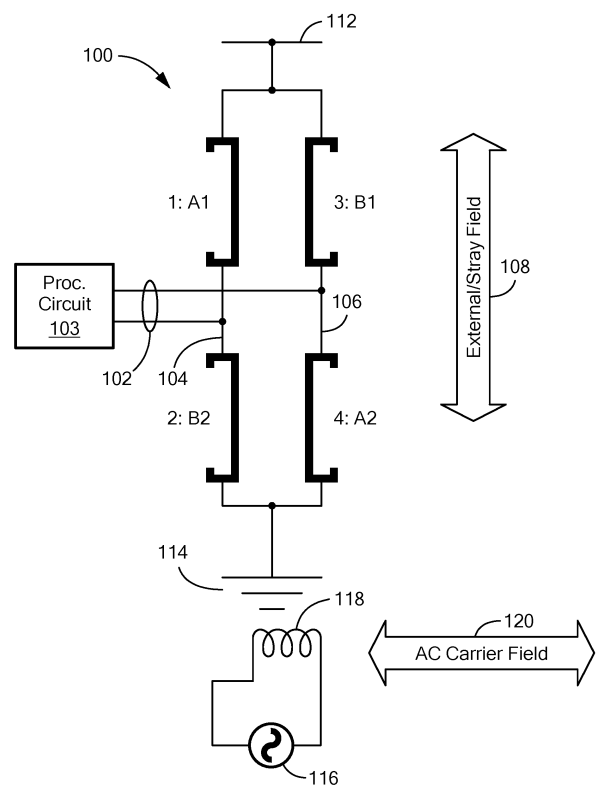 112
100
1: A1
3: B1
External/Stray Field
108
Proc.
Circuit
103
106
102
104
2: B2
4: A2
114
118
120
AC Carrier Field
116